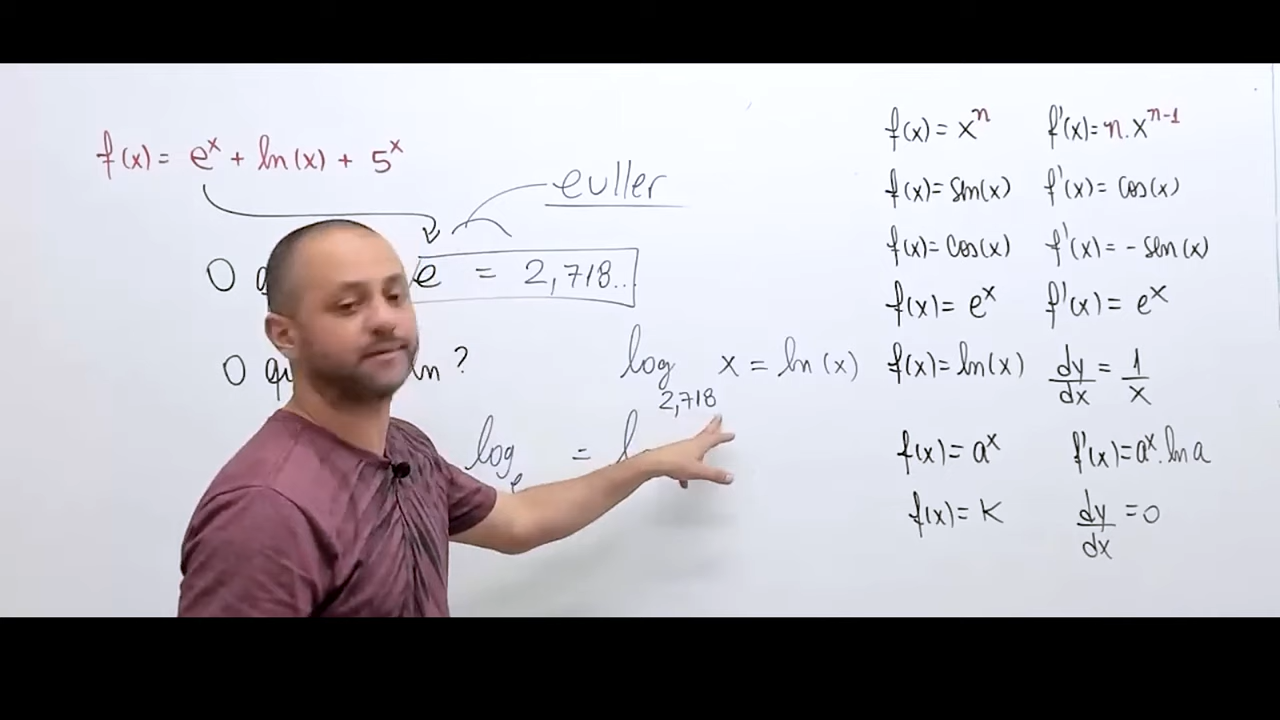 f(x) = e^x + ln(x) + 5^x
euller
O e = 2,718...
O ln?
log_2,718 x = ln(x)
log_e =
f(x) = x^n f'(x) = n.x^n-1
f(x) = sen(x) f'(x) = cos(x)
f(x) = cos(x) f'(x) = - sen(x)
f(x) = e^x f'(x) = e^x
f(x) = ln(x) dy/dx = 1/x
f(x) = a^x f'(x) = a^x . ln a
f(x) = K dy/dx = 0